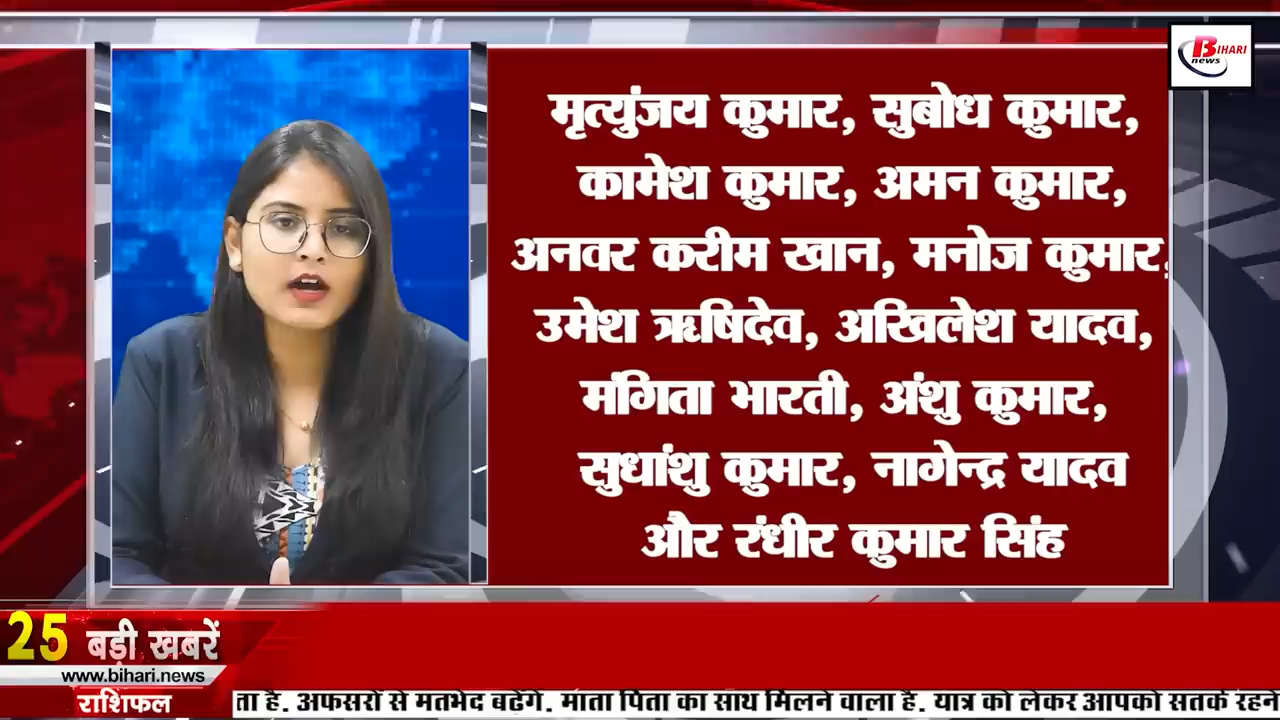 BIHARI
news
मृत्युंजय कुमार, सुबोध कुमार,
कामेश कुमार, अमन कुमार,
अनवर करीम खान, मनोज कुमार,
उमेश ऋषिदेव, अखिलेश यादव,
मंगिता भारती, अंशु कुमार,
सुधांशु कुमार, नागेन्द्र यादव
और रंधीर कुमार सिंह
25 बड़ी खबरें
www.bihari.news
राशिफल
ता है. अफसरों से मतभेद बढ़ेंगे. माता पिता का साथ मिलने वाला है. यात्र को लेकर आपको सतर्क रहने